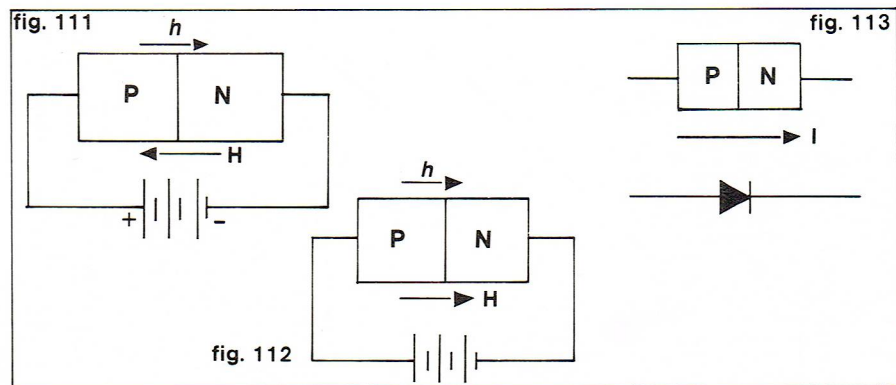 fig. 111
h
P N
H
+ -
fig. 112
h
P N
H
fig. 113
P N
I